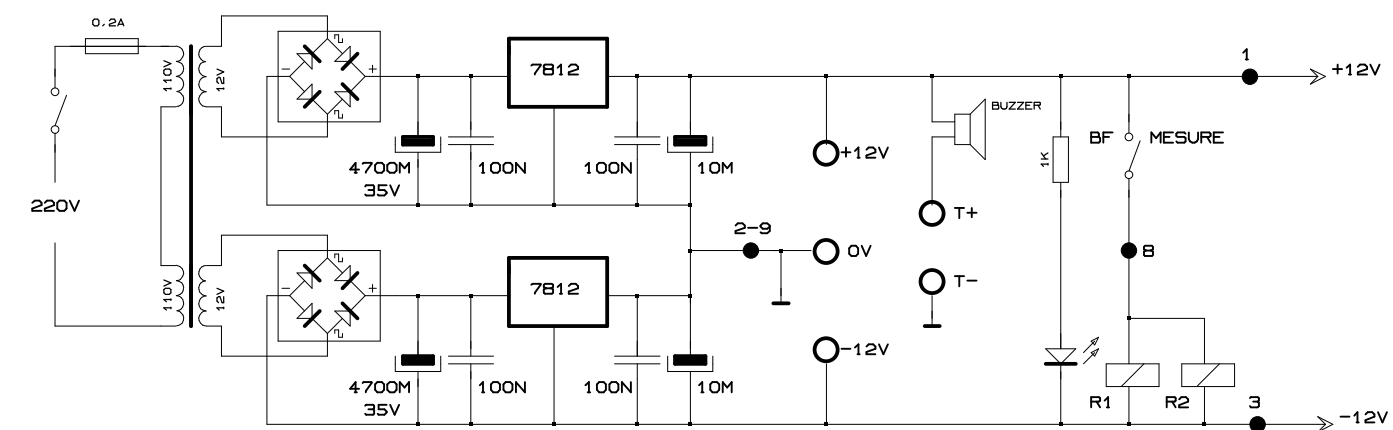 0,2A
110V
12V
-
+
7812
1
+12V
BUZZER
4700M
35V
100N
100N
10M
+12V
1K
BF
MESURE
220V
T+
2-9
0V
8
110V
12V
-
+
7812
T-
-12V
4700M
35V
100N
100N
10M
R1
R2
3
-12V